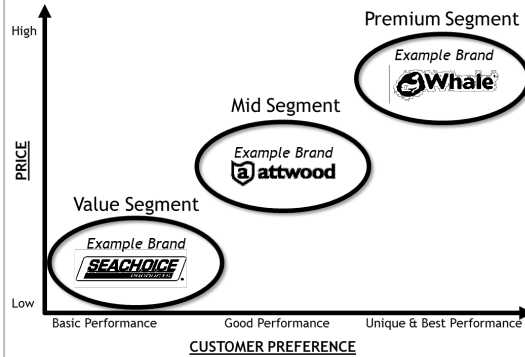 Premium Segment
High
Example Brand
Whale
Mid Segment
PRICE
Example Brand
a attwood
Value Segment
Example Brand
SEACHOICE
PRODUCTS
Low
Basic Performance
Good Performance
Unique & Best Performance
CUSTOMER PREFERENCE